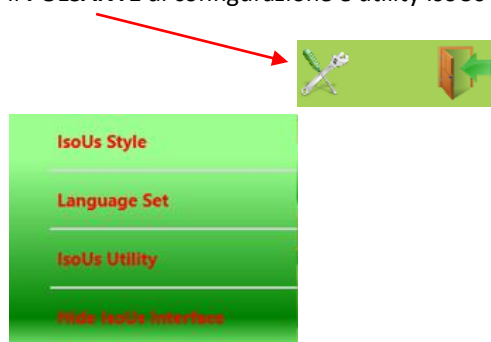 PULSANTE di configurazione e utility IsoUs
IsoUs Style
Language Set
IsoUs Utility
Hide IsoUs Interface